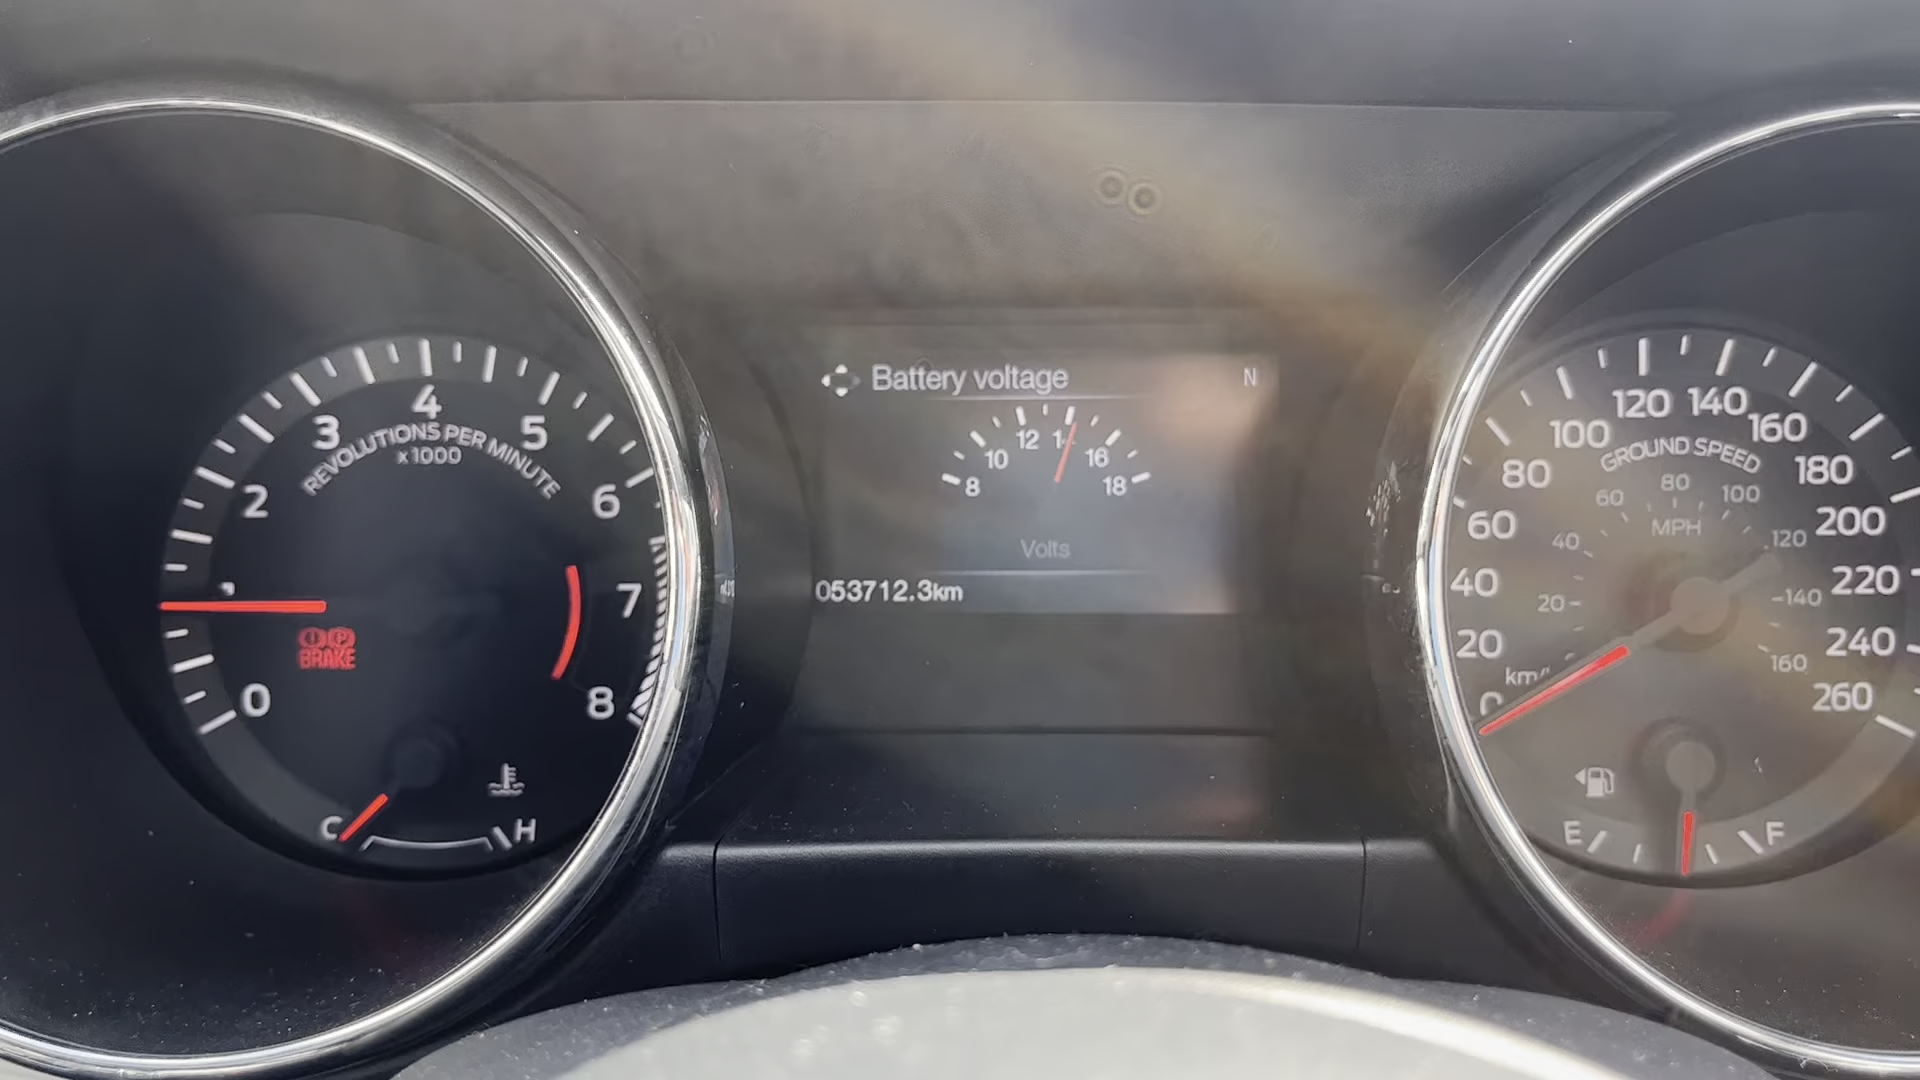 Battery voltage N
8 10 12 14 16 18
Volts
053712.3km
0 2 3 4 5 6 7 8
REVOLUTIONS PER MINUTE
x1000
BRAKE
C H
0 20 40 60 80 100 120 140 160 180 200 220 240 260
GROUND SPEED
20 40 60 80 100 120 140 160
MPH
E F